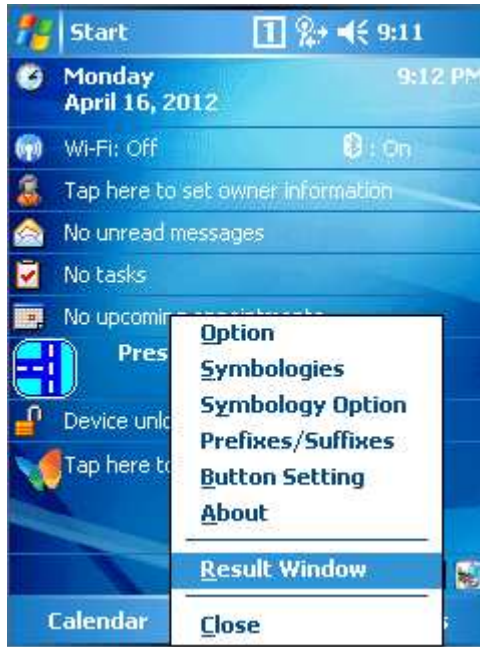 Start 1 9:11
Monday 9:12 PM
April 16, 2012
Wi-Fi: Off : On
Tap here to set owner information
No unread messages
No tasks
No upcoming appointments
Pres
Device unlo
Tap here to
Option
Symbologies
Symbology Option
Prefixes/Suffixes
Button Setting
About
Result Window
Close
Calendar s